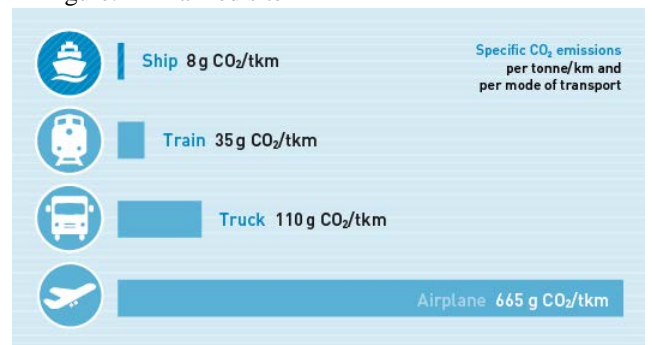 Ship 8 g CO₂/tkm
Specific CO₂ emissions
per tonne/km and
per mode of transport
Train 35 g CO₂/tkm
Truck 110 g CO₂/tkm
Airplane 665 g CO₂/tkm